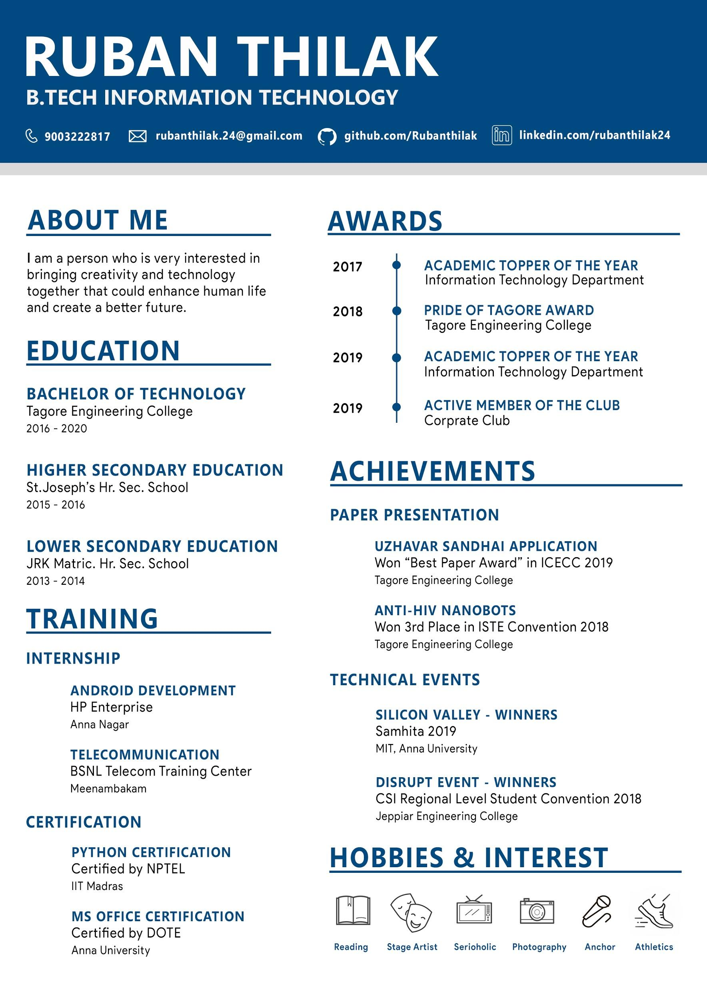 RUBAN THILAK
B.TECH INFORMATION TECHNOLOGY
9003222817
rubanthilak.24@gmail.com
github.com/Rubanthilak
in linkedin.com/rubanthilak24
ABOUT ME
I am a person who is very interested in
bringing creativity and technology
together that could enhance human life
and create a better future.
EDUCATION
BACHELOR OF TECHNOLOGY
Tagore Engineering College
2016 - 2020
HIGHER SECONDARY EDUCATION
St.Joseph’s Hr. Sec. School
2015 - 2016
LOWER SECONDARY EDUCATION
JRK Matric. Hr. Sec. School
2013 - 2014
TRAINING
INTERNSHIP
ANDROID DEVELOPMENT
HP Enterprise
Anna Nagar
TELECOMMUNICATION
BSNL Telecom Training Center
Meenambakam
CERTIFICATION
PYTHON CERTIFICATION
Certified by NPTEL
IIT Madras
MS OFFICE CERTIFICATION
Certified by DOTE
Anna University
AWARDS
2017 ACADEMIC TOPPER OF THE YEAR
Information Technology Department
2018 PRIDE OF TAGORE AWARD
Tagore Engineering College
2019 ACADEMIC TOPPER OF THE YEAR
Information Technology Department
2019 ACTIVE MEMBER OF THE CLUB
Corprate Club
ACHIEVEMENTS
PAPER PRESENTATION
UZHAVAR SANDHAI APPLICATION
Won “Best Paper Award” in ICECC 2019
Tagore Engineering College
ANTI-HIV NANOBOTS
Won 3rd Place in ISTE Convention 2018
Tagore Engineering College
TECHNICAL EVENTS
SILICON VALLEY - WINNERS
Samhita 2019
MIT, Anna University
DISRUPT EVENT - WINNERS
CSI Regional Level Student Convention 2018
Jeppiar Engineering College
HOBBIES & INTEREST
Reading Stage Artist Serioholic Photography Anchor Athletics